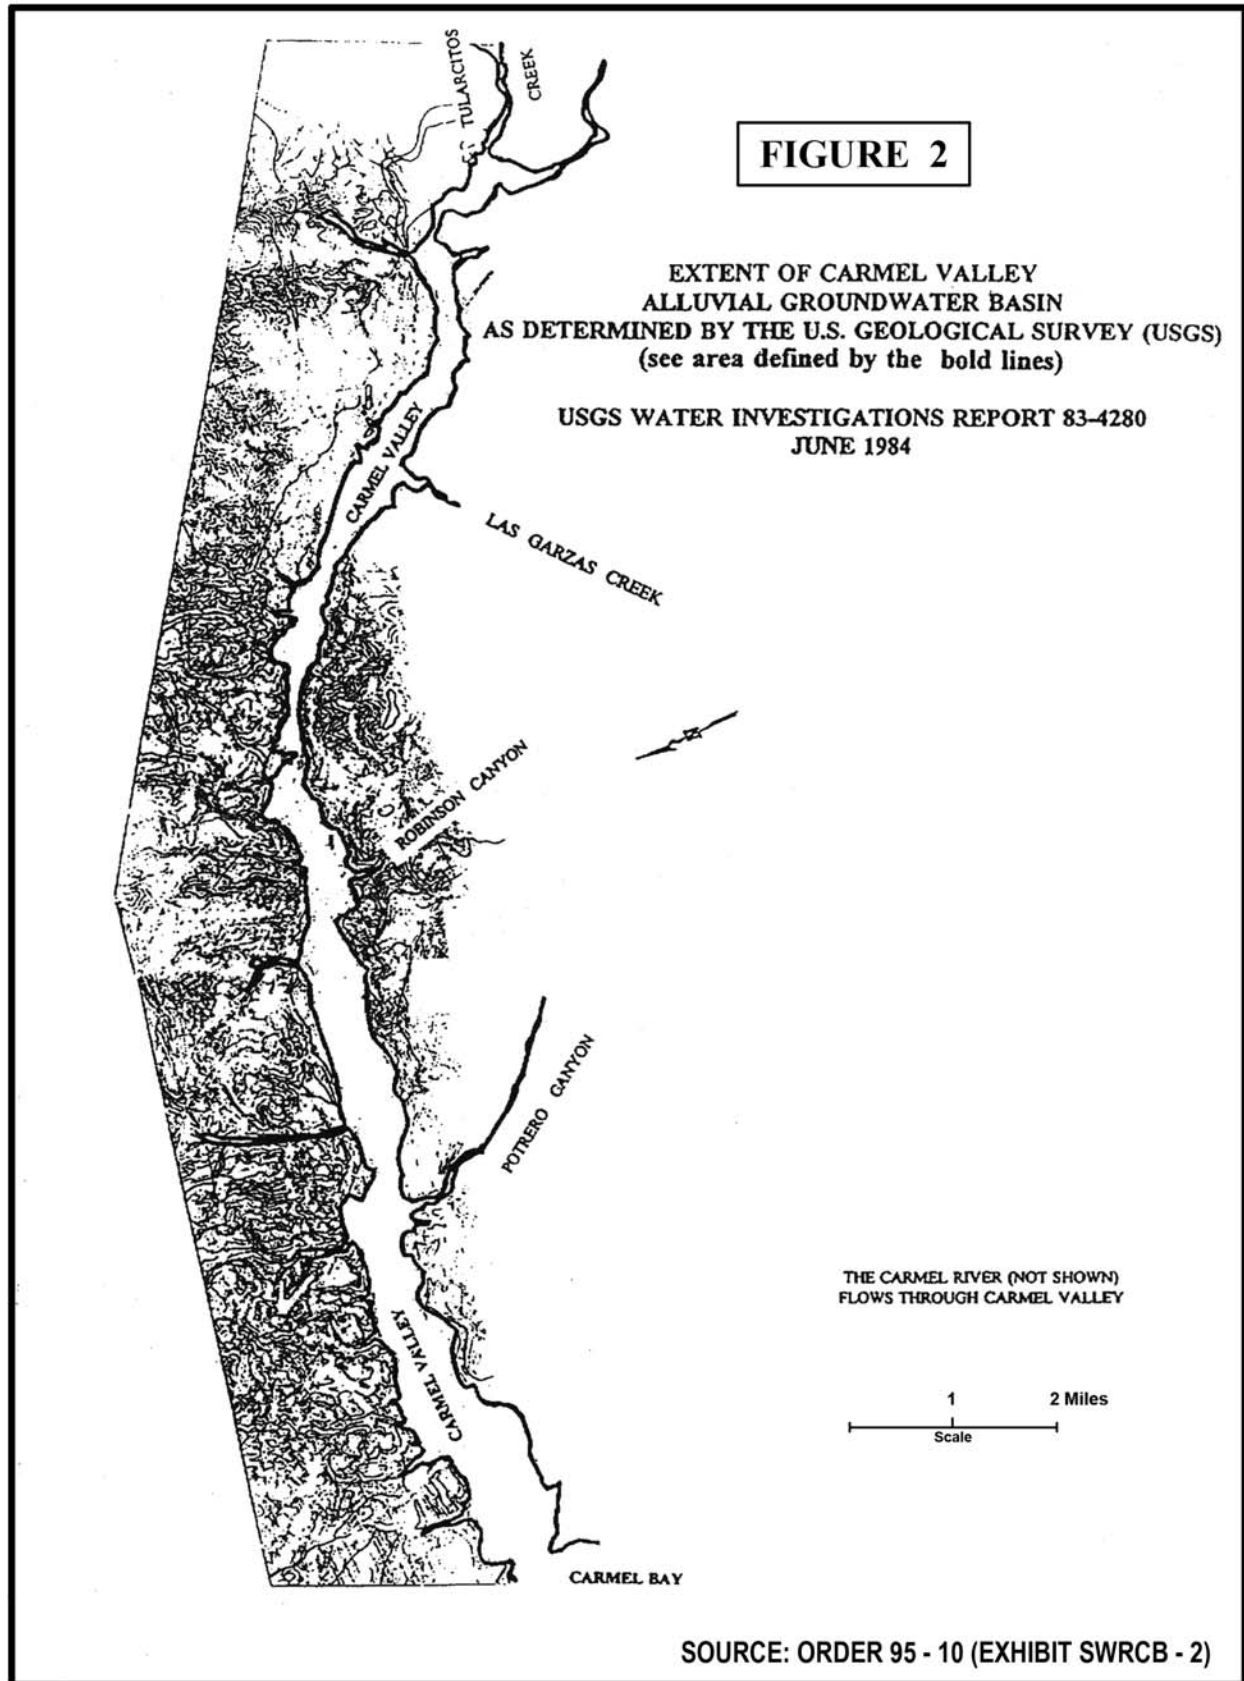 TULARCITOS
CREEK
FIGURE 2
EXTENT OF CARMEL VALLEY
ALLUVIAL GROUNDWATER BASIN
AS DETERMINED BY THE U.S. GEOLOGICAL SURVEY (USGS)
(see area defined by the bold lines)
USGS WATER INVESTIGATIONS REPORT 83-4280
JUNE 1984
CARMEL VALLEY
LAS GARZAS CREEK
N
ROBINSON CANYON
POTRERO CANYON
THE CARMEL RIVER (NOT SHOWN)
FLOWS THROUGH CARMEL VALLEY
CARMEL VALLEY
1 2 Miles
Scale
CARMEL BAY
SOURCE: ORDER 95 - 10 (EXHIBIT SWRCB - 2)